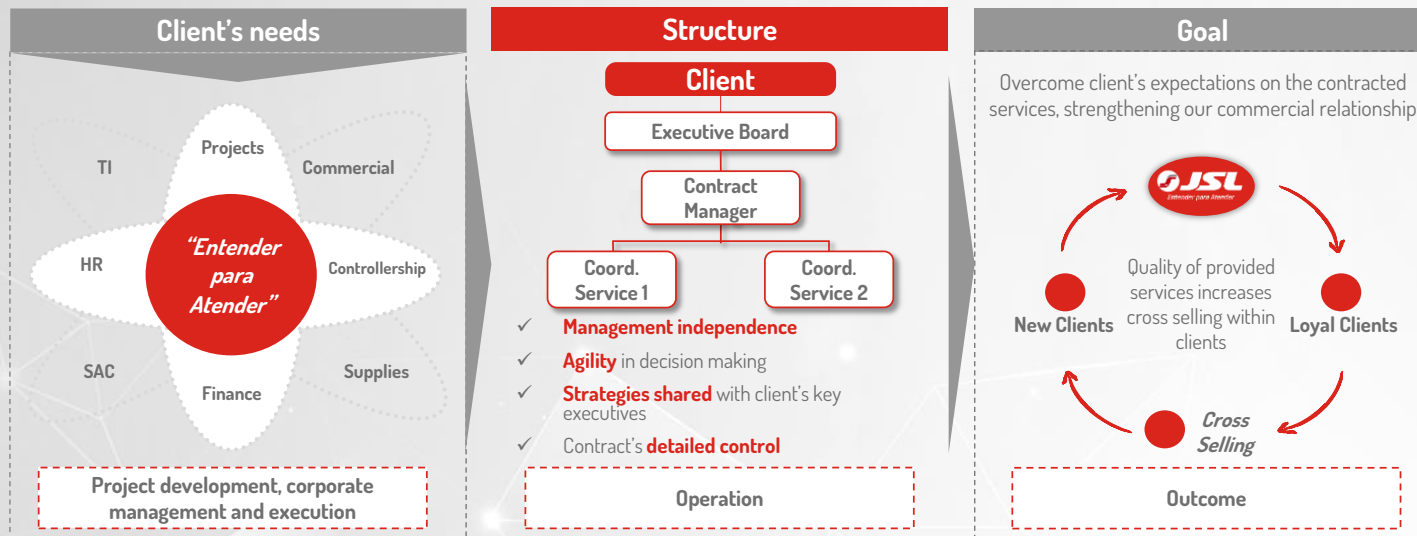 Client's needs
Projects
TI
Commercial
HR
"Entender
para
Atender"
Controllership
SAC
Supplies
Finance
Project development, corporate
management and execution
Structure
Client
Executive Board
Contract
Manager
Coord.
Service 1
Coord.
Service 2
✓ Management independence
✓ Agility in decision making
✓ Strategies shared with client's key
executives
✓ Contract's detailed control
Operation
Goal
Overcome client's expectations on the contracted
services, strengthening our commercial relationship
JSL
Entender para Atender
New Clients
Quality of provided
services increases
cross selling within
clients
Loyal Clients
Cross
Selling
Outcome